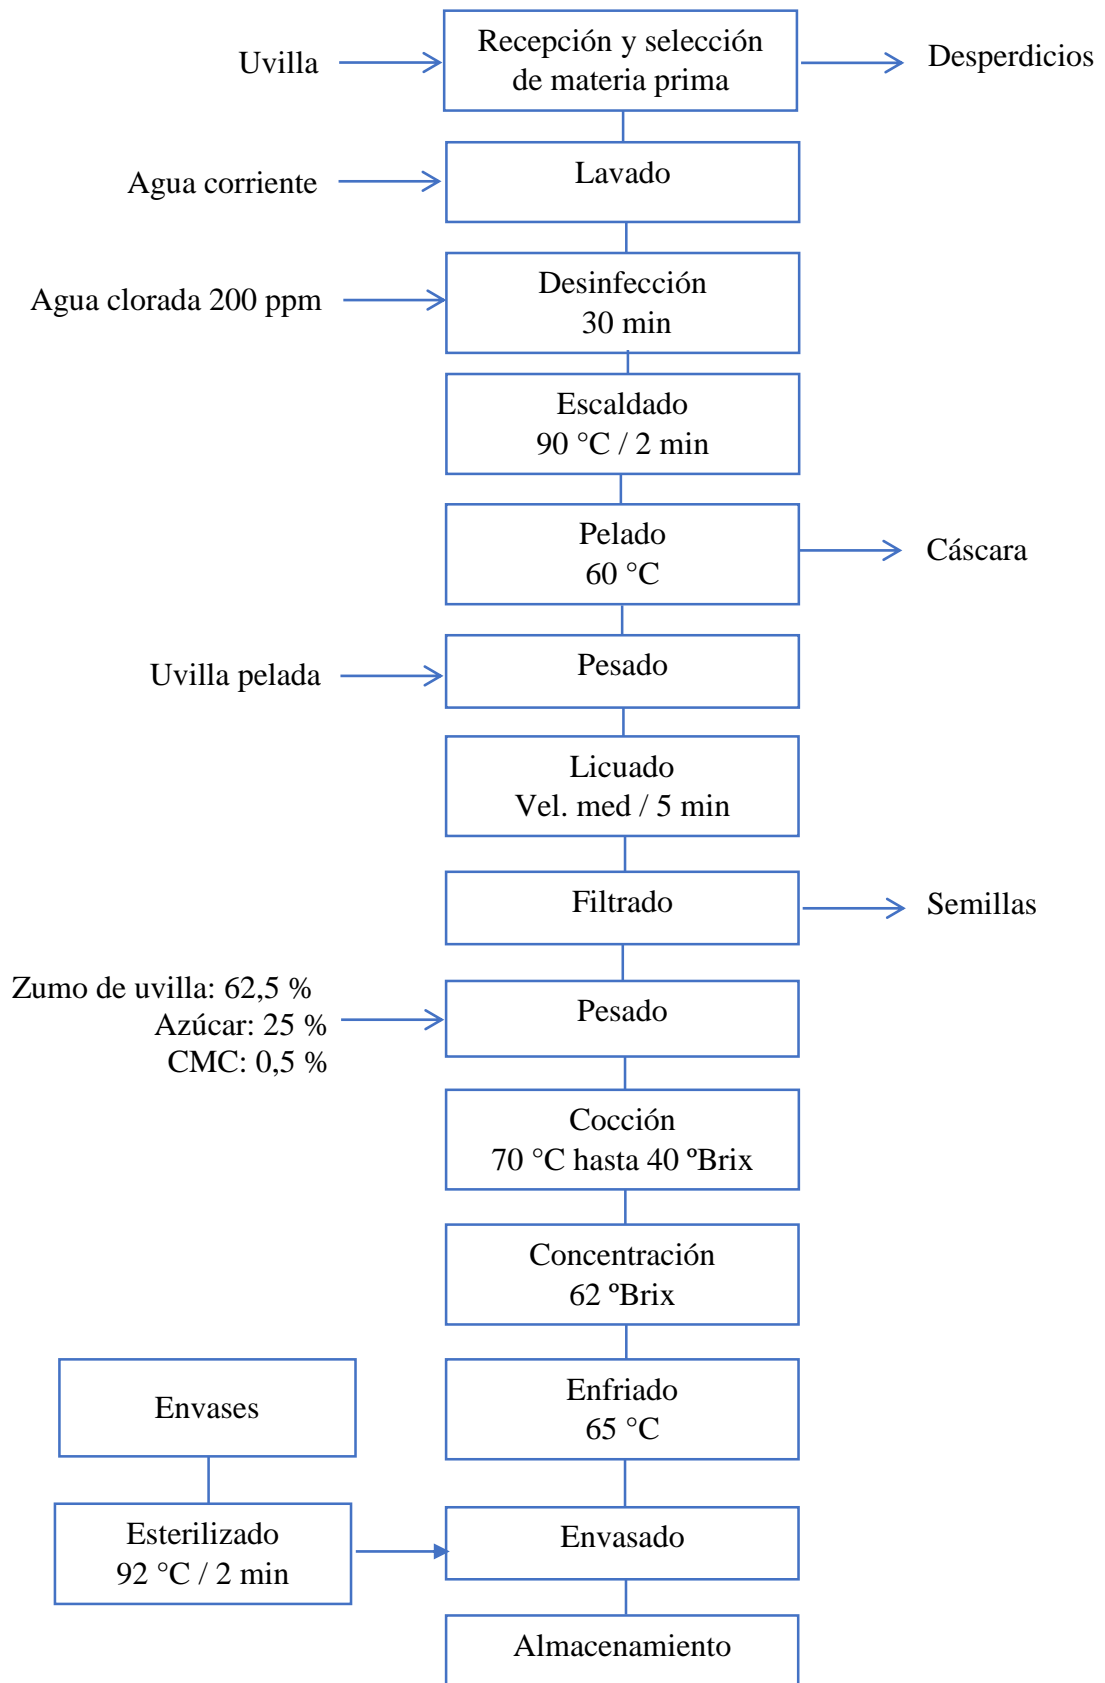 Uvilla
Recepción y selección
de materia prima
Desperdicios
Agua corriente
Lavado
Agua clorada 200 ppm
Desinfección
30 min
Escaldado
90 °C / 2 min
Pelado
60 °C
Cáscara
Uvilla pelada
Pesado
Licuado
Vel. med / 5 min
Filtrado
Semillas
Zumo de uvilla: 62,5 %
Azúcar: 25 %
CMC: 0,5 %
Pesado
Cocción
70 °C hasta 40 ºBrix
Concentración
62 ºBrix
Envases
Enfriado
65 °C
Esterilizado
92 °C / 2 min
Envasado
Almacenamiento